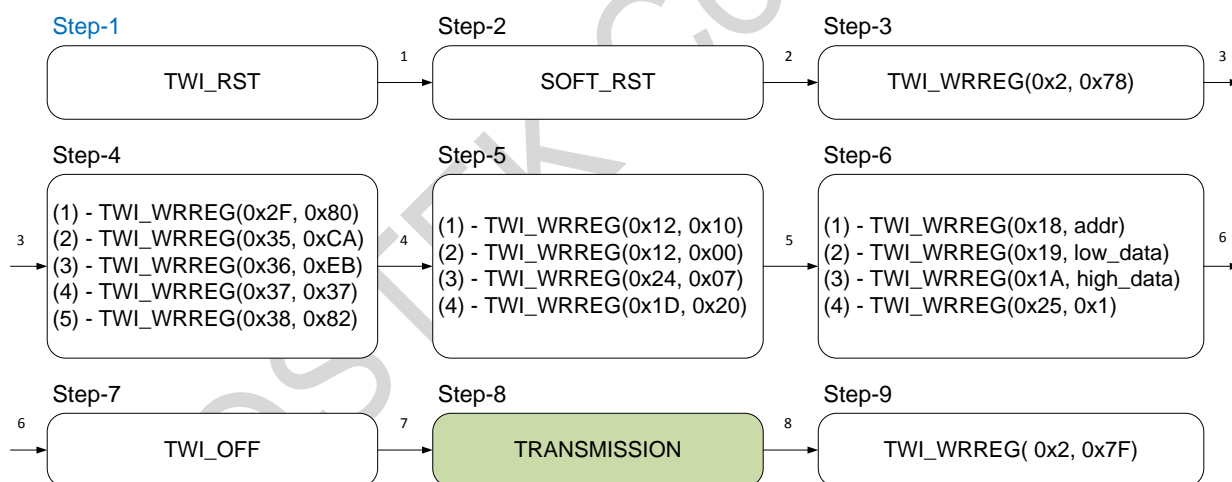 Step-1
Step-2
Step-3
TWI_RST
1
SOFT_RST
2
TWI_WRREG(0x2, 0x78)
3
Step-4
Step-5
Step-6
3
(1) - TWI_WRREG(0x2F, 0x80)
(2) - TWI_WRREG(0x35, 0xCA)
(3) - TWI_WRREG(0x36, 0xEB)
(4) - TWI_WRREG(0x37, 0x37)
(5) - TWI_WRREG(0x38, 0x82)
4
(1) - TWI_WRREG(0x12, 0x10)
(2) - TWI_WRREG(0x12, 0x00)
(3) - TWI_WRREG(0x24, 0x07)
(4) - TWI_WRREG(0x1D, 0x20)
5
(1) - TWI_WRREG(0x18, addr)
(2) - TWI_WRREG(0x19, low_data)
(3) - TWI_WRREG(0x1A, high_data)
(4) - TWI_WRREG(0x25, 0x1)
6
Step-7
Step-8
Step-9
6
TWI_OFF
7
TRANSMISSION
8
TWI_WRREG( 0x2, 0x7F)